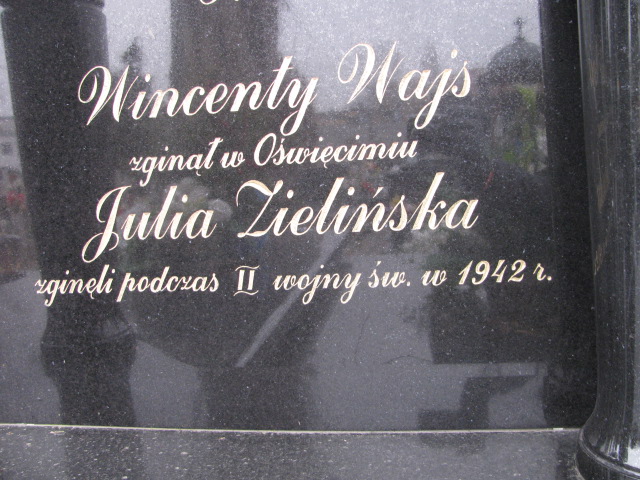 Wincenty Wajs
zginął w Oświęcimiu
Julia Zielińska
zginęli podczas II wojny św. w 1942 r.